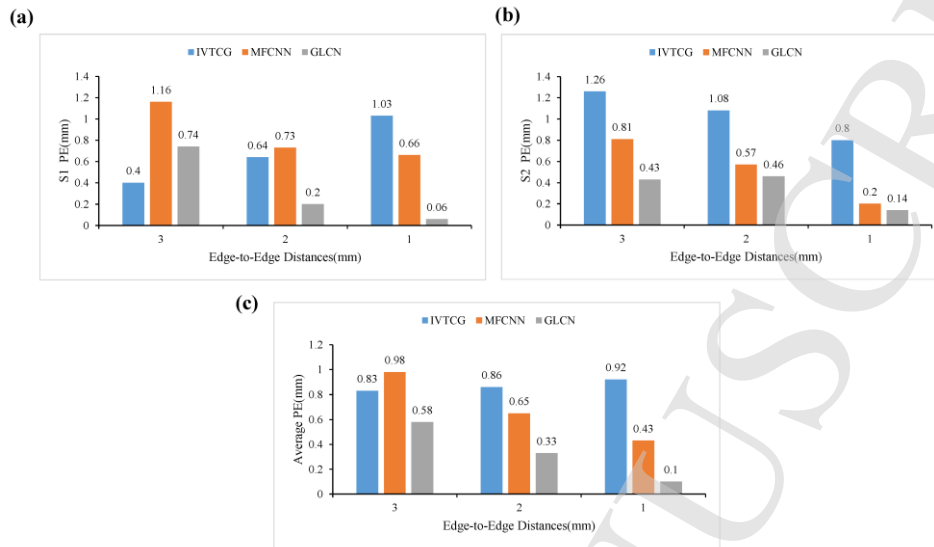 (a)
IVTCG MFCNN GLCN
S1 PE(mm)
1.4
1.2
1
0.8
0.6
0.4
0.2
0
0.4 1.16 0.74
0.64 0.73 0.2
1.03 0.66 0.06
3 2 1
Edge-to-Edge Distances(mm)
(b)
IVTCG MFCNN GLCN
S2 PE(mm)
1.4
1.2
1
0.8
0.6
0.4
0.2
0
1.26 0.81 0.43
1.08 0.57 0.46
0.8 0.2 0.14
3 2 1
Edge-to-Edge Distances(mm)
(c)
IVTCG MFCNN GLCN
Average PE(mm)
1.2
1
0.8
0.6
0.4
0.2
0
0.83 0.98 0.58
0.86 0.65 0.33
0.92 0.43 0.1
3 2 1
Edge-to-Edge Distances(mm)
USCR